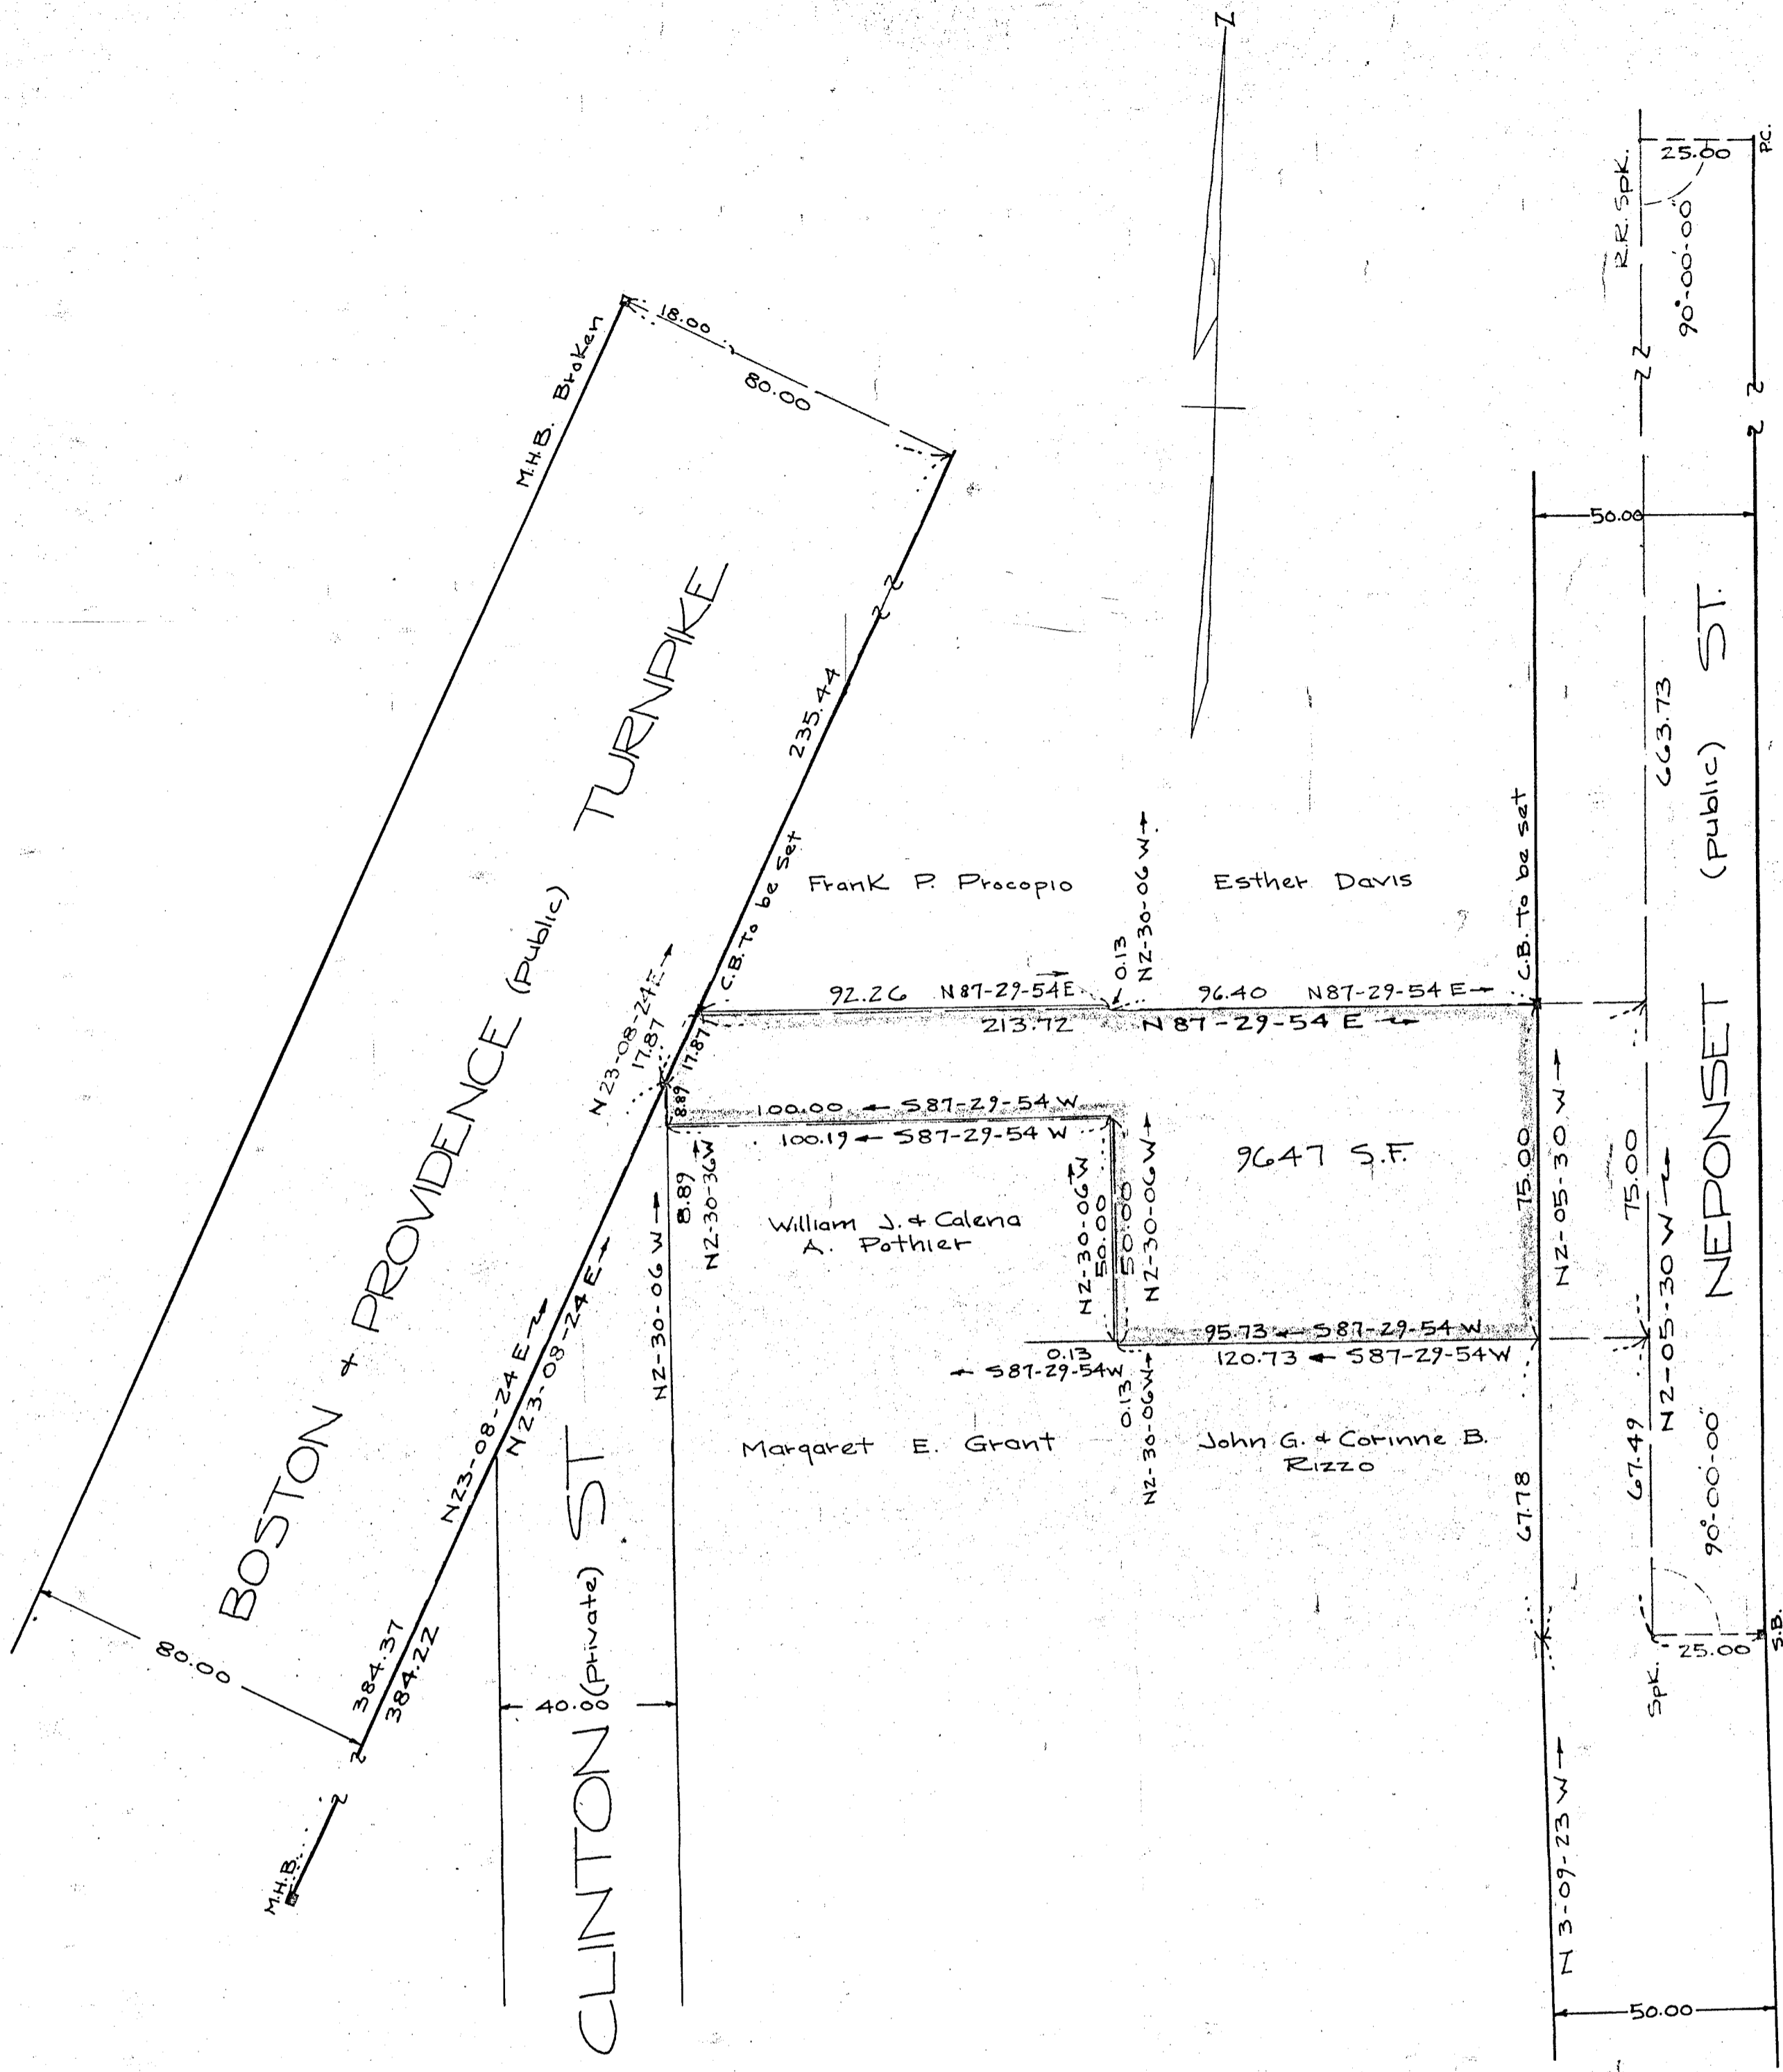 Z
25.00
P.C.
R.R. Spk.
90°-00'-00"
18.00
80.00
M.H.B. Broken
50.00
BOSTON & PROVIDENCE (public) TURNPIKE
235.44
C.B. To be Set
663.73
NEPONSET (public) ST.
C.B. To be set
Frank P. Procopio
Esther Davis
0.13
N2-30-06 W
N23-08-24E
17.87
17.87
92.26 N87-29-54E
96.40 N87-29-54 E
213.72 N 87-29-54 E
8.89
100.00 S87-29-54 W
100.19 S87-29-54 W
8.89
N2-30-36W
N2-30-06 W
William J. & Calena
A. Pothier
N2-30-06 W
50.00
50.00
N2-30-06 W
9647 S.F.
75.00
N2-05-30 W
75.00
N2-05-30 W
95.73 S87-29-54 W
0.13
S87-29-54W
120.73 S87-29-54W
0.13
N2-30-06W
Margaret E. Grant
John G. & Corinne B.
Rizzo
67.78
67.49
90°-00'-00"
N23-08-24 E
N23-08-24 E
384.37
384.22
80.00
M.H.B.
CLINTON (private) ST
40.00
Spk.
25.00
S.B.
N 3-09-23 W
50.00